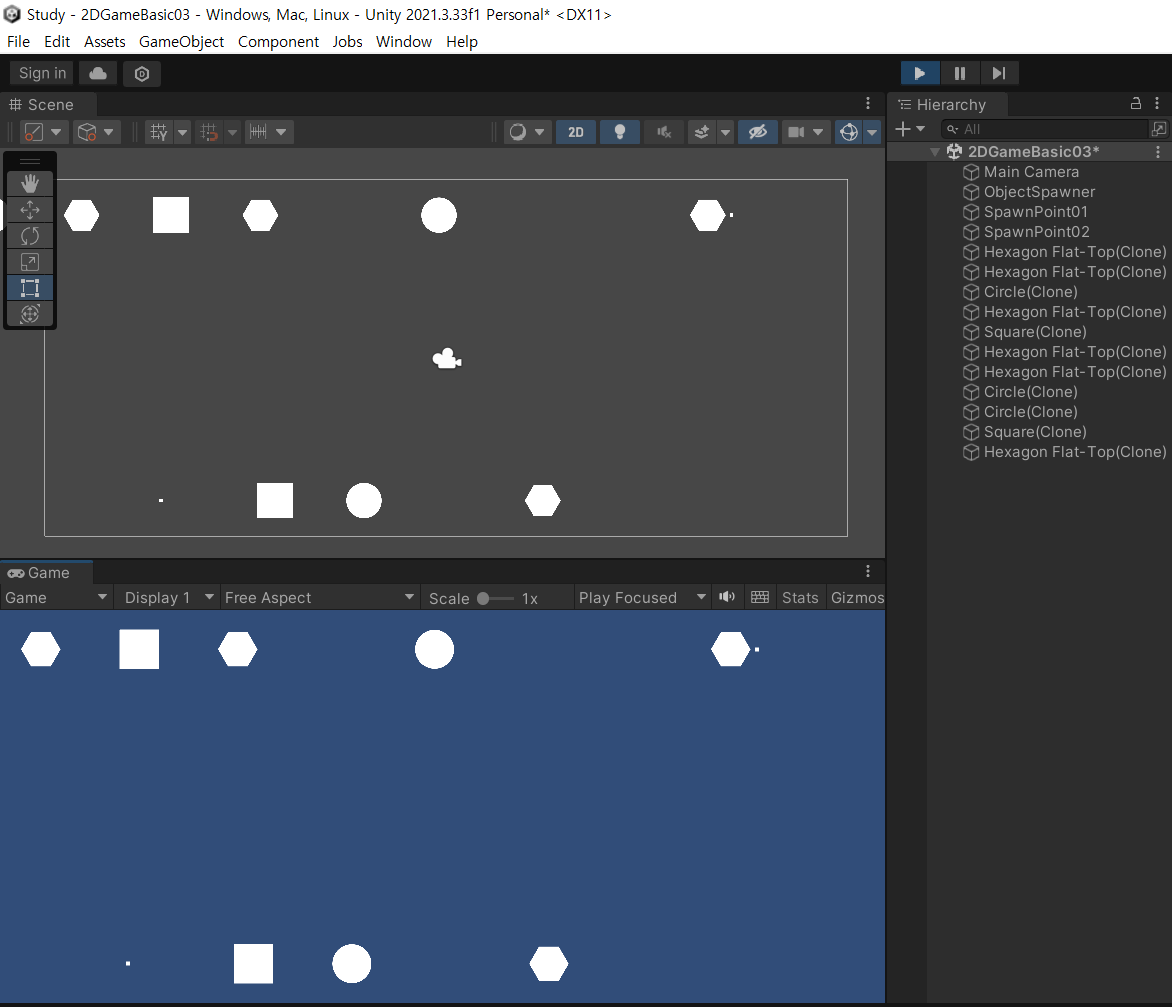 Study - 2DGameBasic03 - Windows, Mac, Linux - Unity 2021.3.33f1 Personal* <DX11>
File Edit Assets GameObject Component Jobs Window Help
Sign in
Scene
2D
Game
Game Display 1 Free Aspect Scale 1x Play Focused Stats Gizmos
Hierarchy
All
2DGameBasic03*
Main Camera
ObjectSpawner
SpawnPoint01
SpawnPoint02
Hexagon Flat-Top(Clone)
Hexagon Flat-Top(Clone)
Circle(Clone)
Hexagon Flat-Top(Clone)
Square(Clone)
Hexagon Flat-Top(Clone)
Hexagon Flat-Top(Clone)
Circle(Clone)
Circle(Clone)
Square(Clone)
Hexagon Flat-Top(Clone)